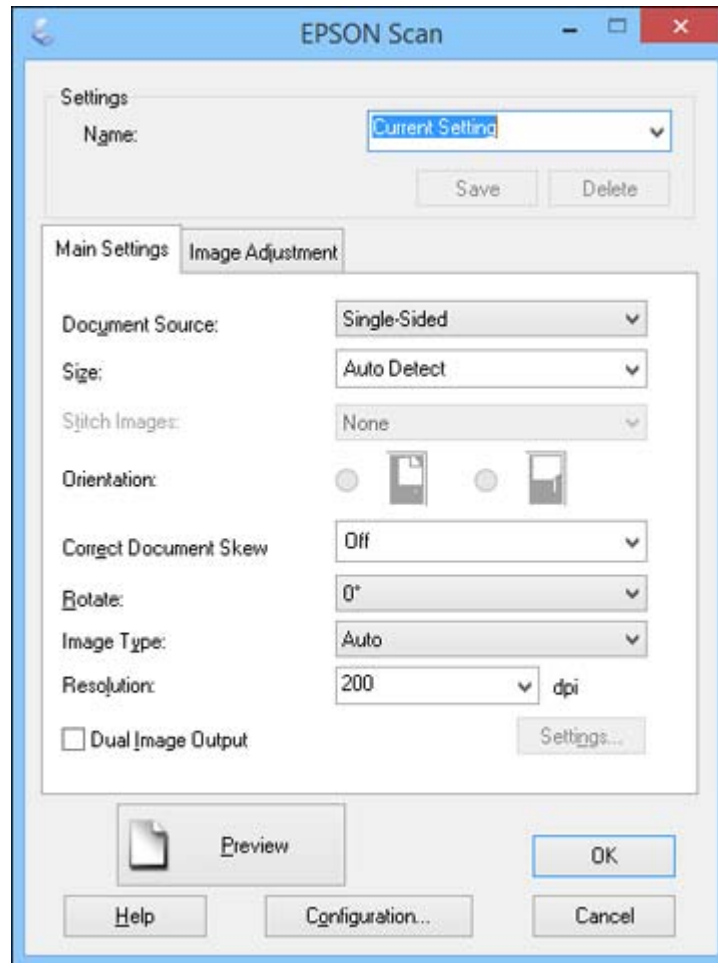 EPSON Scan
Settings
Name: Current Setting
Save Delete
Main Settings Image Adjustment
Document Source: Single-Sided
Size: Auto Detect
Stitch Images: None
Orientation:
Correct Document Skew Off
Rotate: 0°
Image Type: Auto
Resolution: 200 dpi
Dual Image Output Settings...
Preview
OK
Help Configuration... Cancel